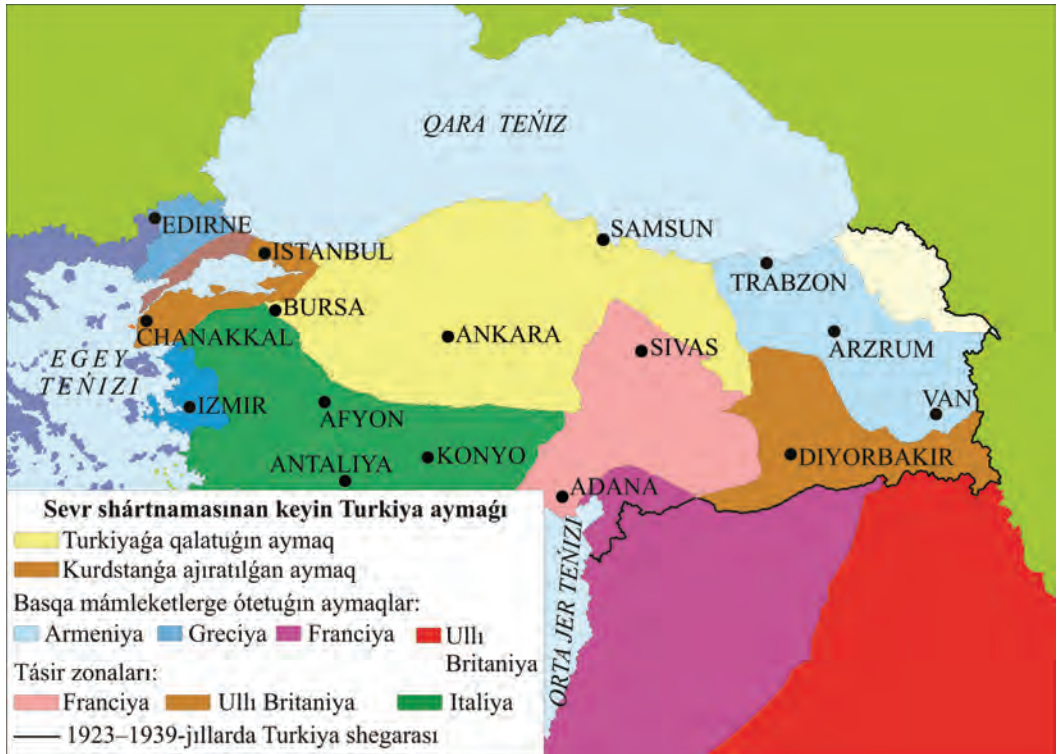 QARA TEŃIZ
EDIRNE
ISTANBUL
SAMSUN
TRABZON
BURSA
CHANAKKAL
ANKARA
SIVAS
ARZRUM
EGEY
TEŃIZI
IZMIR
AFYON
VAN
ANTALIYA
KONYO
DIYORBAKIR
ADANA
ORTA JER TEŃIZI
Sevr shártnamasınan keyin Turkiya aymaǵı
Turkiyaǵa qalatuǵın aymaq
Kurdstanǵa ajıratılǵan aymaq
Basqa mámleketlerge ótetuǵın aymaqlar:
Armeniya Greciya Franciya Ullı
Britaniya
Tásir zonaları:
Franciya Ullı Britaniya Italiya
1923–1939-jıllarda Turkiya shegarası